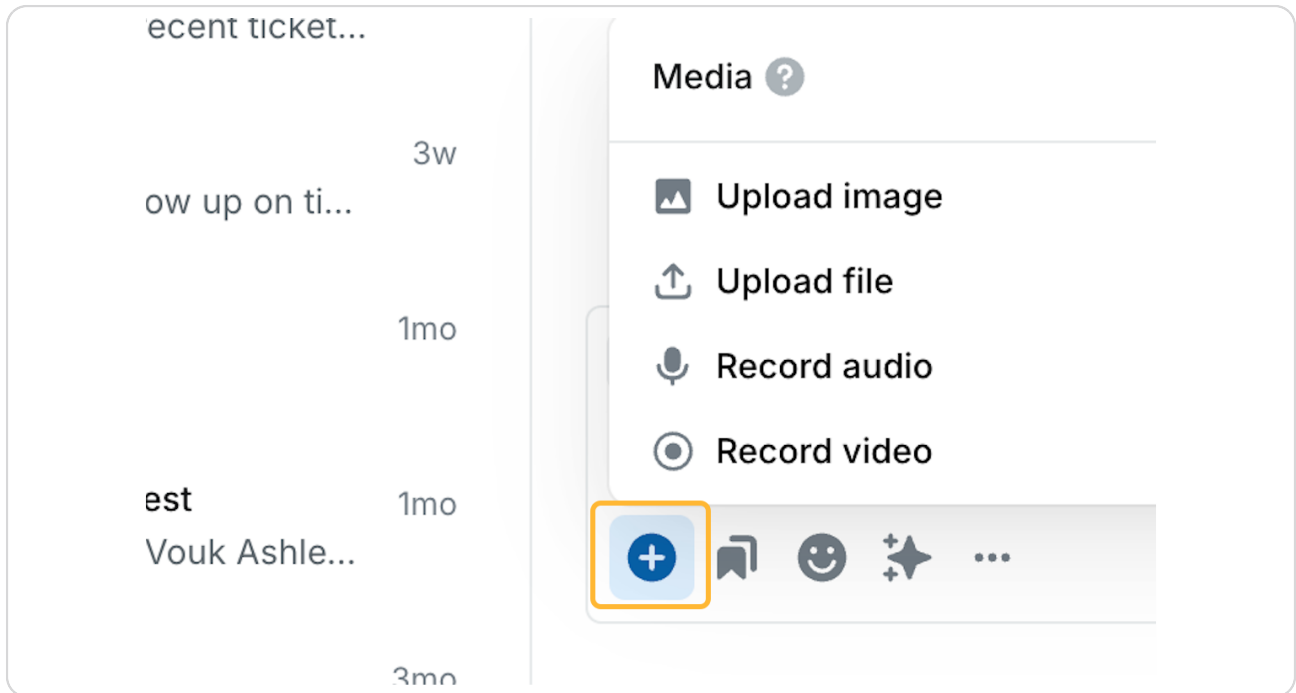 ecent ticket...
3w
ow up on ti...
1mo
est
1mo
Vouk Ashle...
3mo
Media
Upload image
Upload file
Record audio
Record video